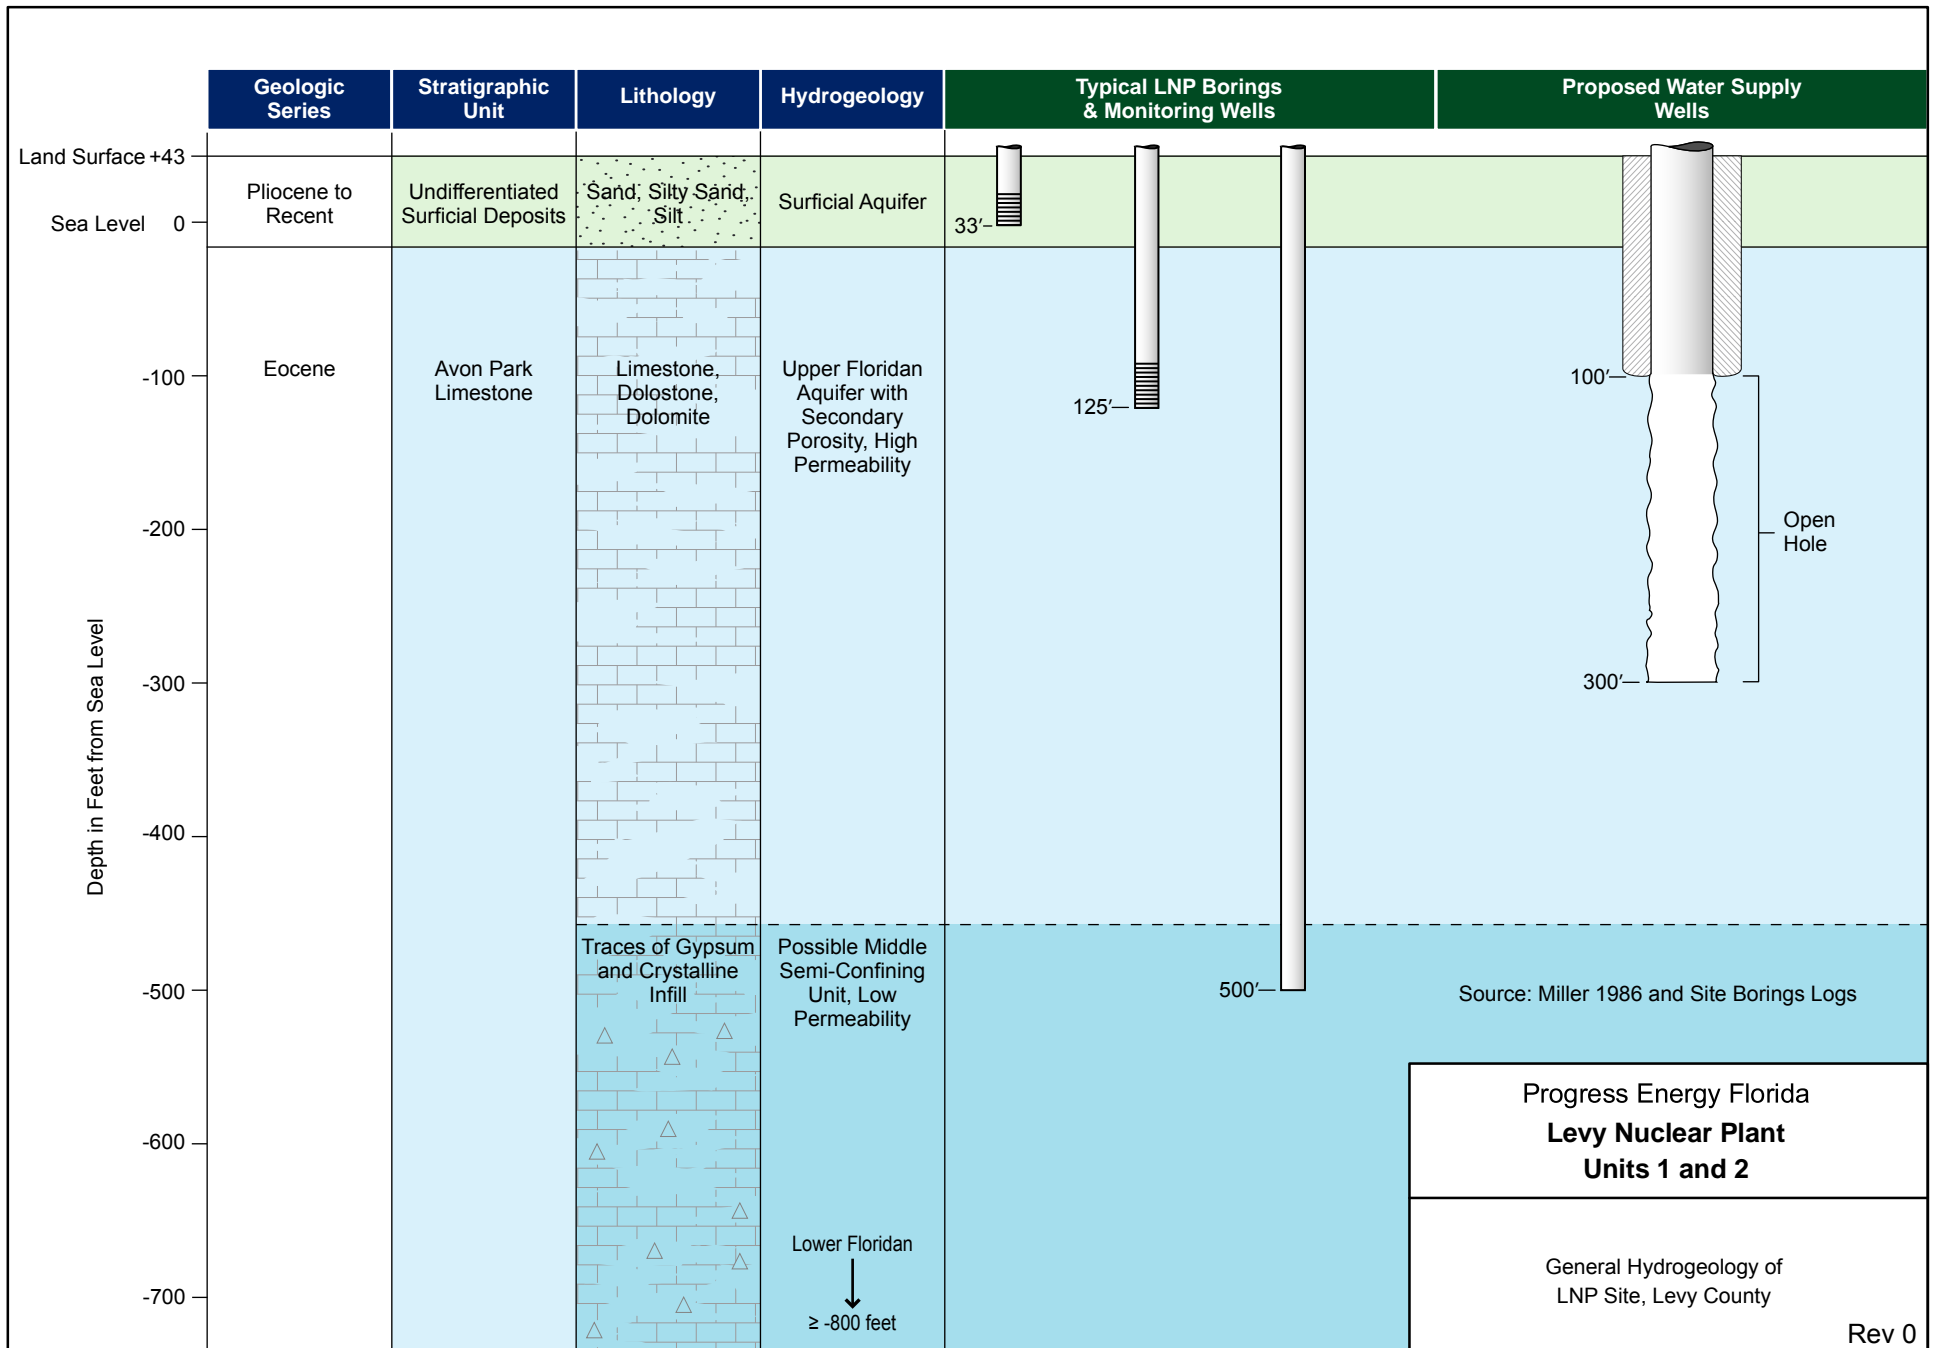 Geologic
Series
Stratigraphic
Unit
Lithology
Hydrogeology
Typical LNP Borings
& Monitoring Wells
Proposed Water Supply
Wells
Land Surface +43
Sea Level 0
-100
-200
-300
-400
-500
-600
-700
Depth in Feet from Sea Level
Pliocene to
Recent
Undifferentiated
Surficial Deposits
Sand, Silty Sand,
Silt
Surficial Aquifer
33'
Eocene
Avon Park
Limestone
Limestone,
Dolostone,
Dolomite
Upper Floridan
Aquifer with
Secondary
Porosity, High
Permeability
125'
100'
Open
Hole
300'
Traces of Gypsum
and Crystalline
Infill
Possible Middle
Semi-Confining
Unit, Low
Permeability
500'
Source: Miller 1986 and Site Borings Logs
Lower Floridan
≥ -800 feet
Progress Energy Florida
Levy Nuclear Plant
Units 1 and 2
General Hydrogeology of
LNP Site, Levy County
Rev 0